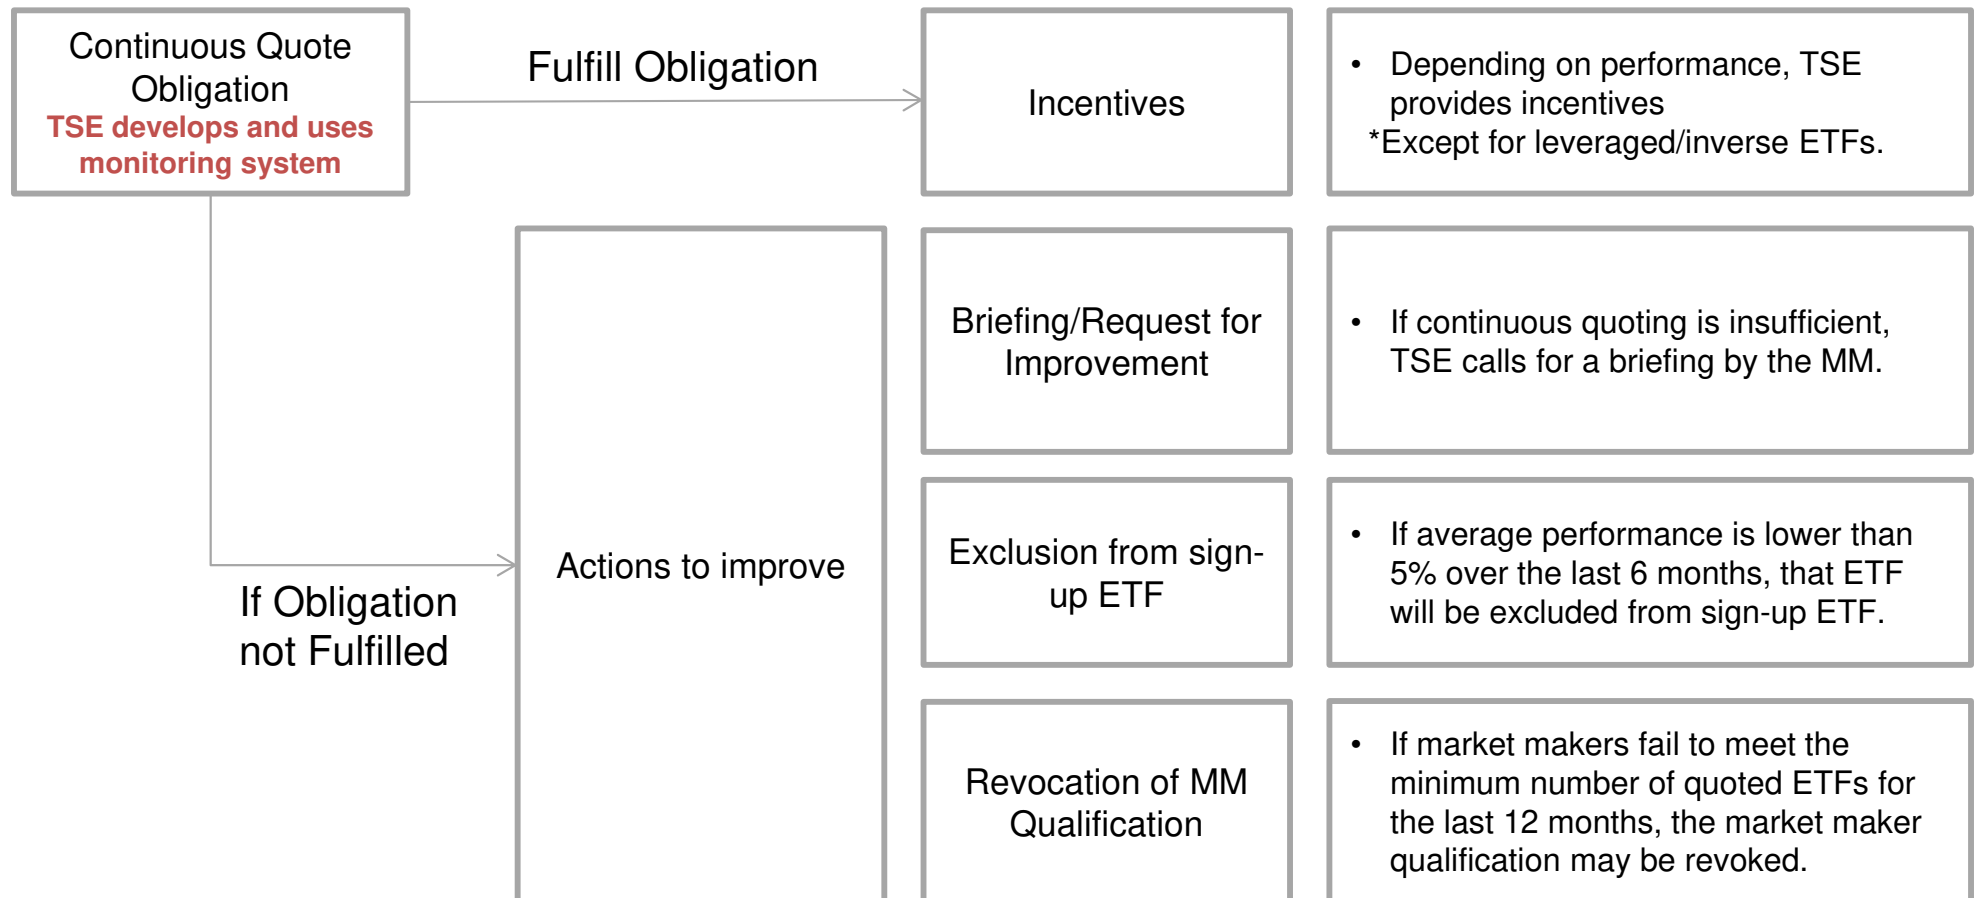 Continuous Quote
Obligation
TSE develops and uses
monitoring system
Fulfill Obligation
Incentives
• Depending on performance, TSE
provides incentives
*Except for leveraged/inverse ETFs.
If Obligation
not Fulfilled
Actions to improve
Briefing/Request for
Improvement
• If continuous quoting is insufficient,
TSE calls for a briefing by the MM.
Exclusion from sign-
up ETF
• If average performance is lower than
5% over the last 6 months, that ETF
will be excluded from sign-up ETF.
Revocation of MM
Qualification
• If market makers fail to meet the
minimum number of quoted ETFs for
the last 12 months, the market maker
qualification may be revoked.